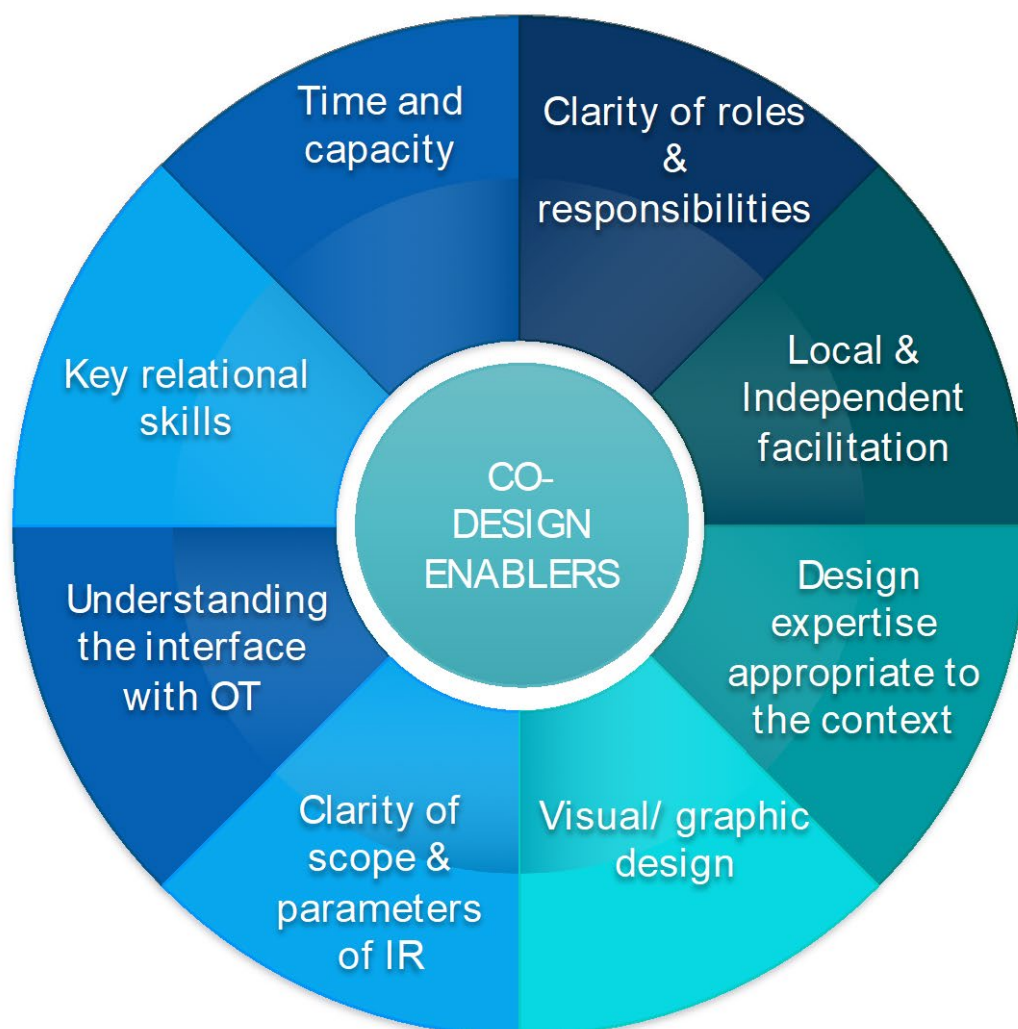 Time and
capacity
Clarity of roles
&
responsibilities
Local &
Independent
facilitation
Design
expertise
appropriate to
the context
Visual/ graphic
design
Clarity of
scope &
parameters
of IR
Understanding
the interface
with OT
Key relational
skills
CO-
DESIGN
ENABLERS